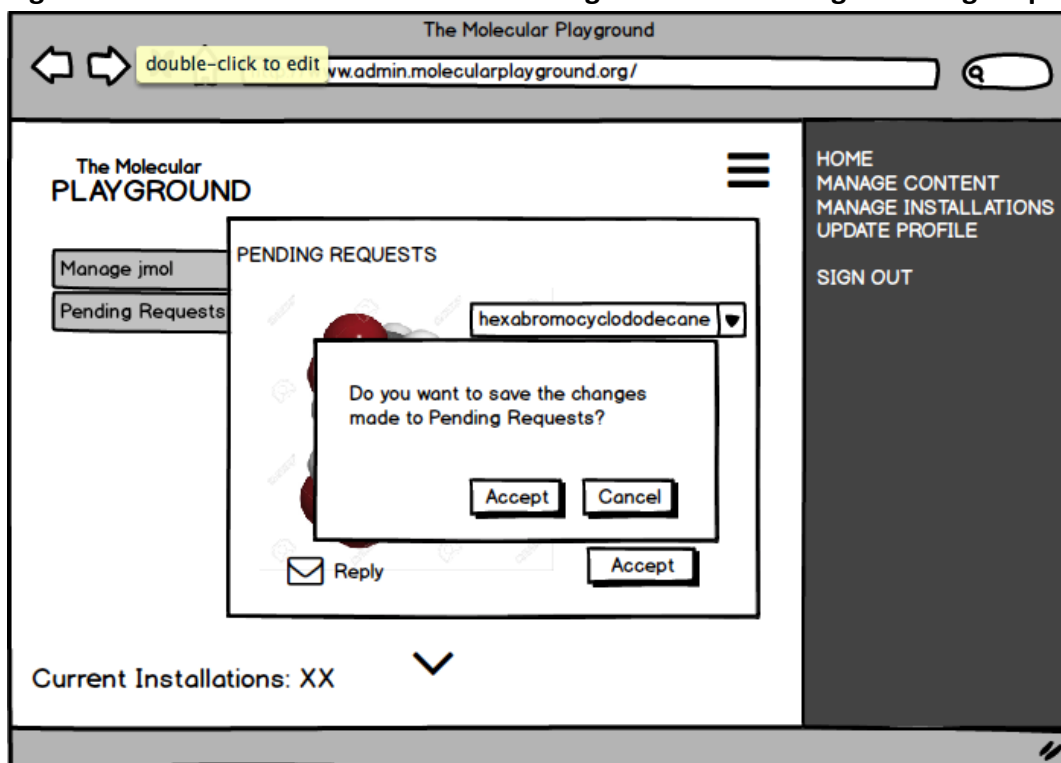 The Molecular Playground
double-click to edit
ww.admin.molecularplayground.org/
The Molecular
PLAYGROUND
HOME
MANAGE CONTENT
MANAGE INSTALLATIONS
UPDATE PROFILE
SIGN OUT
Manage jmol
Pending Requests
PENDING REQUESTS
hexabromocyclododecane
Do you want to save the changes
made to Pending Requests?
Accept Cancel
Reply
Accept
Current Installations: XX